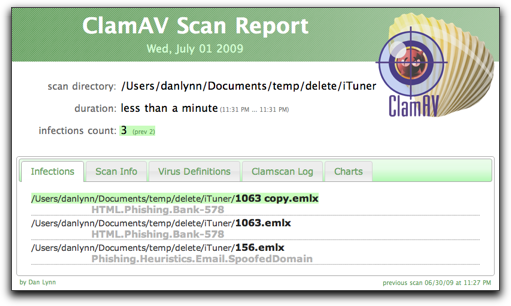 ClamAV Scan Report
Wed, July 01 2009
ClamAV
scan directory: /Users/danlynn/Documents/temp/delete/iTuner
duration: less than a minute (11:31 PM ... 11:31 PM)
infections count: 3 (prev 2)
Infections Scan Info Virus Definitions Clamscan Log Charts
/Users/danlynn/Documents/temp/delete/iTuner/1063 copy.emlx
HTML.Phishing.Bank-578
/Users/danlynn/Documents/temp/delete/iTuner/1063.emlx
HTML.Phishing.Bank-578
/Users/danlynn/Documents/temp/delete/iTuner/156.emlx
Phishing.Heuristics.Email.SpoofedDomain
by Dan Lynn previous scan 06/30/09 at 11:27 PM